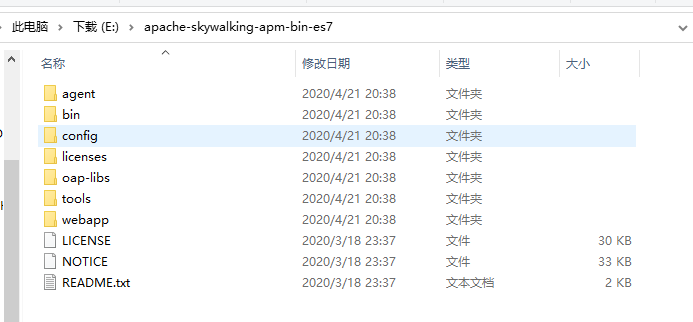 此电脑 › 下载 (E:) › apache-skywalking-apm-bin-es7
名称 修改日期 类型 大小
agent 2020/4/21 20:38 文件夹
bin 2020/4/21 20:38 文件夹
config 2020/4/21 20:38 文件夹
licenses 2020/4/21 20:38 文件夹
oap-libs 2020/4/21 20:38 文件夹
tools 2020/4/21 20:38 文件夹
webapp 2020/4/21 20:38 文件夹
LICENSE 2020/3/18 23:37 文件 30 KB
NOTICE 2020/3/18 23:37 文件 33 KB
README.txt 2020/3/18 23:37 文本文档 2 KB